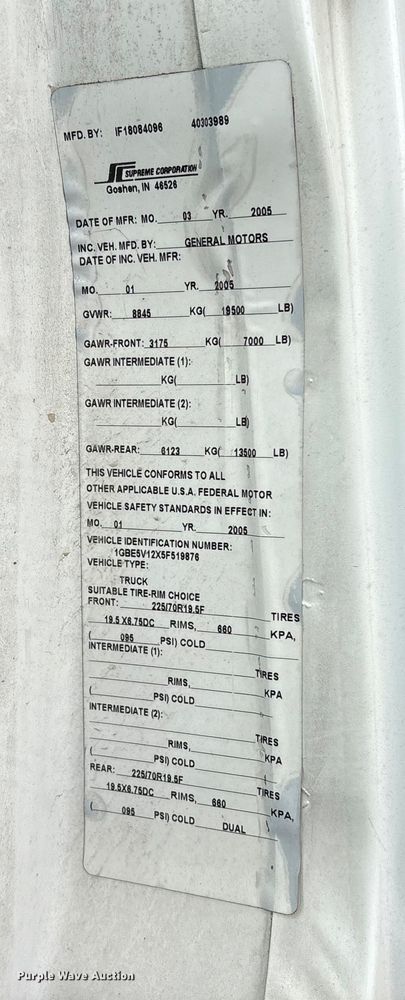 MFD. BY: IF18084096 40303989
SUPREME CORPORATION
Goshen, IN 46526
DATE OF MFR: MO. 03 YR. 2005
INC. VEH. MFD. BY: GENERAL MOTORS
DATE OF INC. VEH. MFR:
MO. 01 YR. 2005
GVWR: 8845 KG( 19500 LB)
GAWR-FRONT: 3175 KG( 7000 LB)
GAWR INTERMEDIATE (1):
KG( LB)
GAWR INTERMEDIATE (2):
KG( LB)
GAWR-REAR: 6123 KG( 13500 LB)
THIS VEHICLE CONFORMS TO ALL
OTHER APPLICABLE U.S.A. FEDERAL MOTOR
VEHICLE SAFETY STANDARDS IN EFFECT IN:
MO. 01 YR. 2005
VEHICLE IDENTIFICATION NUMBER:
1GBE5V12X5F519876
VEHICLE TYPE:
TRUCK
SUITABLE TIRE-RIM CHOICE
FRONT: 225/70R19.5F TIRES
19.5 X6.75DC RIMS, 660 KPA,
( 095 PSI) COLD
INTERMEDIATE (1):
TIRES
RIMS, KPA
( PSI) COLD
INTERMEDIATE (2):
TIRES
RIMS, KPA
( PSI) COLD
REAR: 225/70R19.5F TIRES
19.5X6.75DC RIMS, 660 KPA,
( 095 PSI) COLD DUAL
Purple Wave Auction